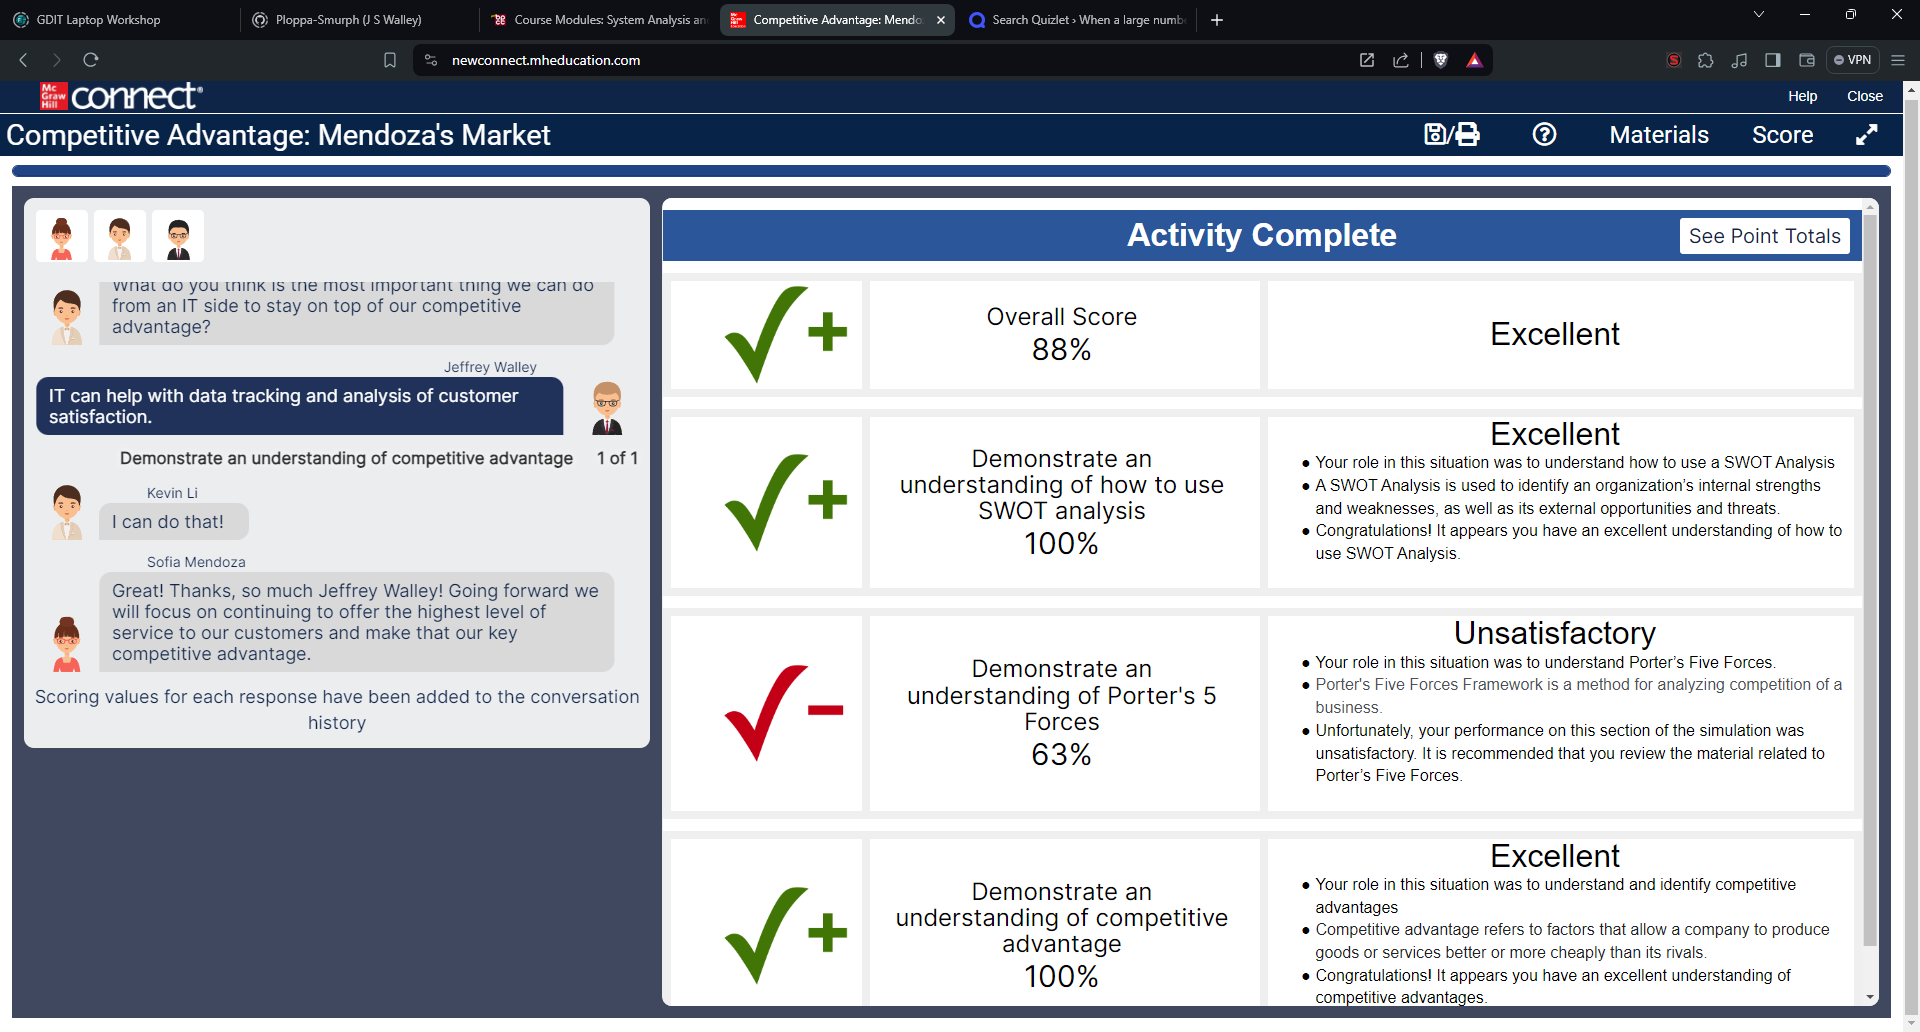 GDIT Laptop Workshop
Ploppa-Smurph (J S Walley)
Course Modules: System Analysis an
Competitive Advantage: Mendo
Search Quizlet › When a large numb
newconnect.mheducation.com
VPN
Mc Graw Hill connect
Help
Close
Competitive Advantage: Mendoza's Market
Materials
Score
What do you think is the most important thing we can do
from an IT side to stay on top of our competitive
advantage?
Jeffrey Walley
IT can help with data tracking and analysis of customer
satisfaction.
Demonstrate an understanding of competitive advantage 1 of 1
Kevin Li
I can do that!
Sofia Mendoza
Great! Thanks, so much Jeffrey Walley! Going forward we
will focus on continuing to offer the highest level of
service to our customers and make that our key
competitive advantage.
Scoring values for each response have been added to the conversation
history
Activity Complete
See Point Totals
Overall Score
88%
Excellent
Demonstrate an
understanding of how to use
SWOT analysis
100%
Excellent
• Your role in this situation was to understand how to use a SWOT Analysis
• A SWOT Analysis is used to identify an organization's internal strengths
and weaknesses, as well as its external opportunities and threats.
• Congratulations! It appears you have an excellent understanding of how to
use SWOT Analysis.
Demonstrate an
understanding of Porter's 5
Forces
63%
Unsatisfactory
• Your role in this situation was to understand Porter's Five Forces.
• Porter's Five Forces Framework is a method for analyzing competition of a
business.
• Unfortunately, your performance on this section of the simulation was
unsatisfactory. It is recommended that you review the material related to
Porter's Five Forces.
Demonstrate an
understanding of competitive
advantage
100%
Excellent
• Your role in this situation was to understand and identify competitive
advantages
• Competitive advantage refers to factors that allow a company to produce
goods or services better or more cheaply than its rivals.
• Congratulations! It appears you have an excellent understanding of
competitive advantages.